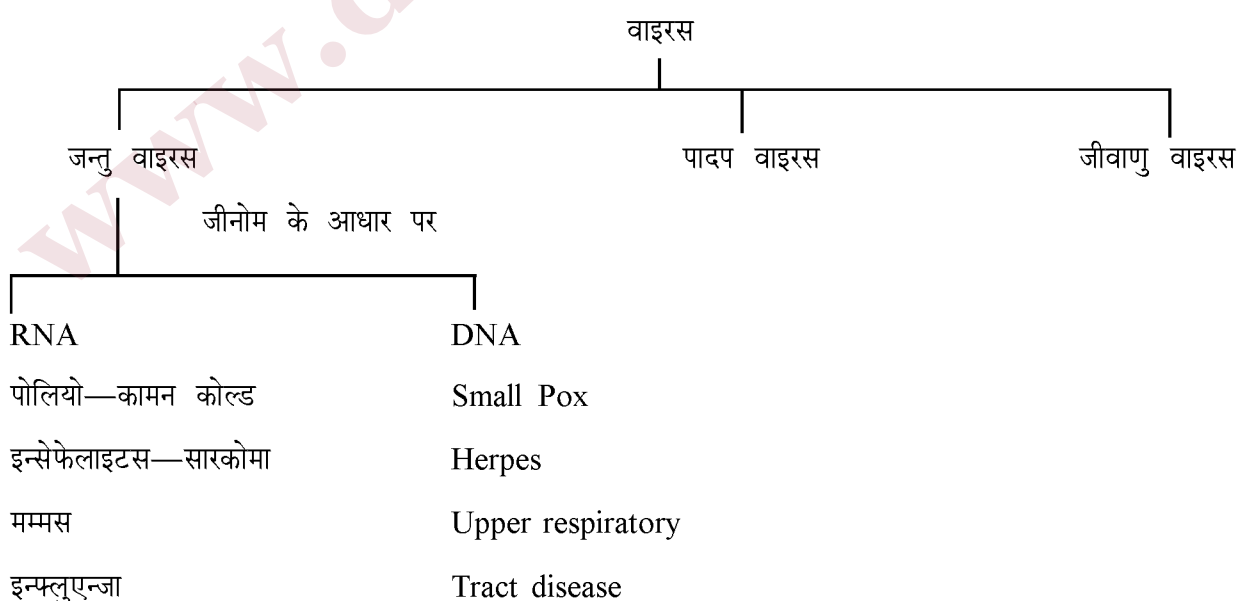 वाइरस
जन्तु वाइरस पादप वाइरस जीवाणु वाइरस
जीनोम के आधार पर
RNA DNA
पोलियो—कामन कोल्ड Small Pox
इन्सेफेलाइटस—सारकोमा Herpes
मम्मस Upper respiratory
इन्फ्लुएन्जा Tract disease
www.